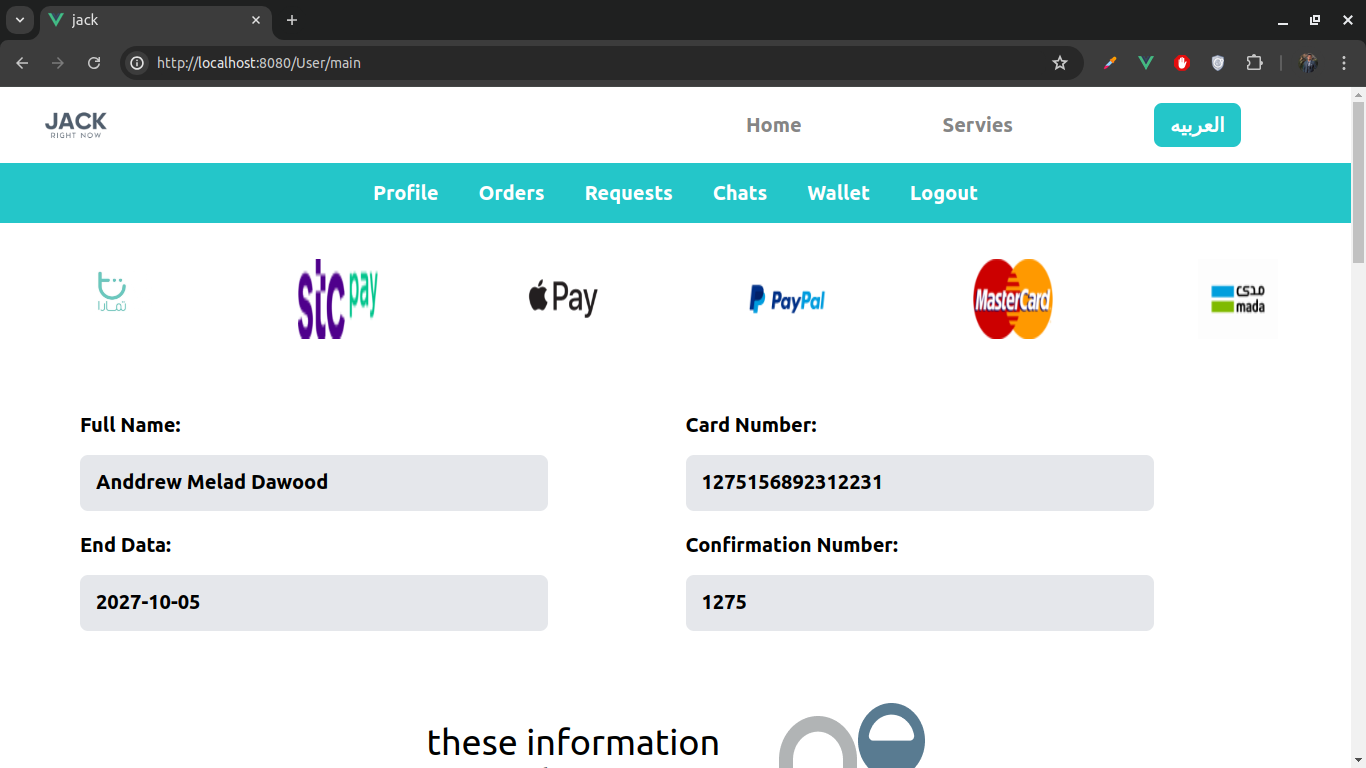 jack
http://localhost:8080/User/main
JACK
RIGHT NOW
Home Servies العربيه
Profile Orders Requests Chats Wallet Logout
تمارا stc pay Pay PayPal MasterCard مدى mada
Full Name: Card Number:
Anddrew Melad Dawood 1275156892312231
End Data: Confirmation Number:
2027-10-05 1275
these information